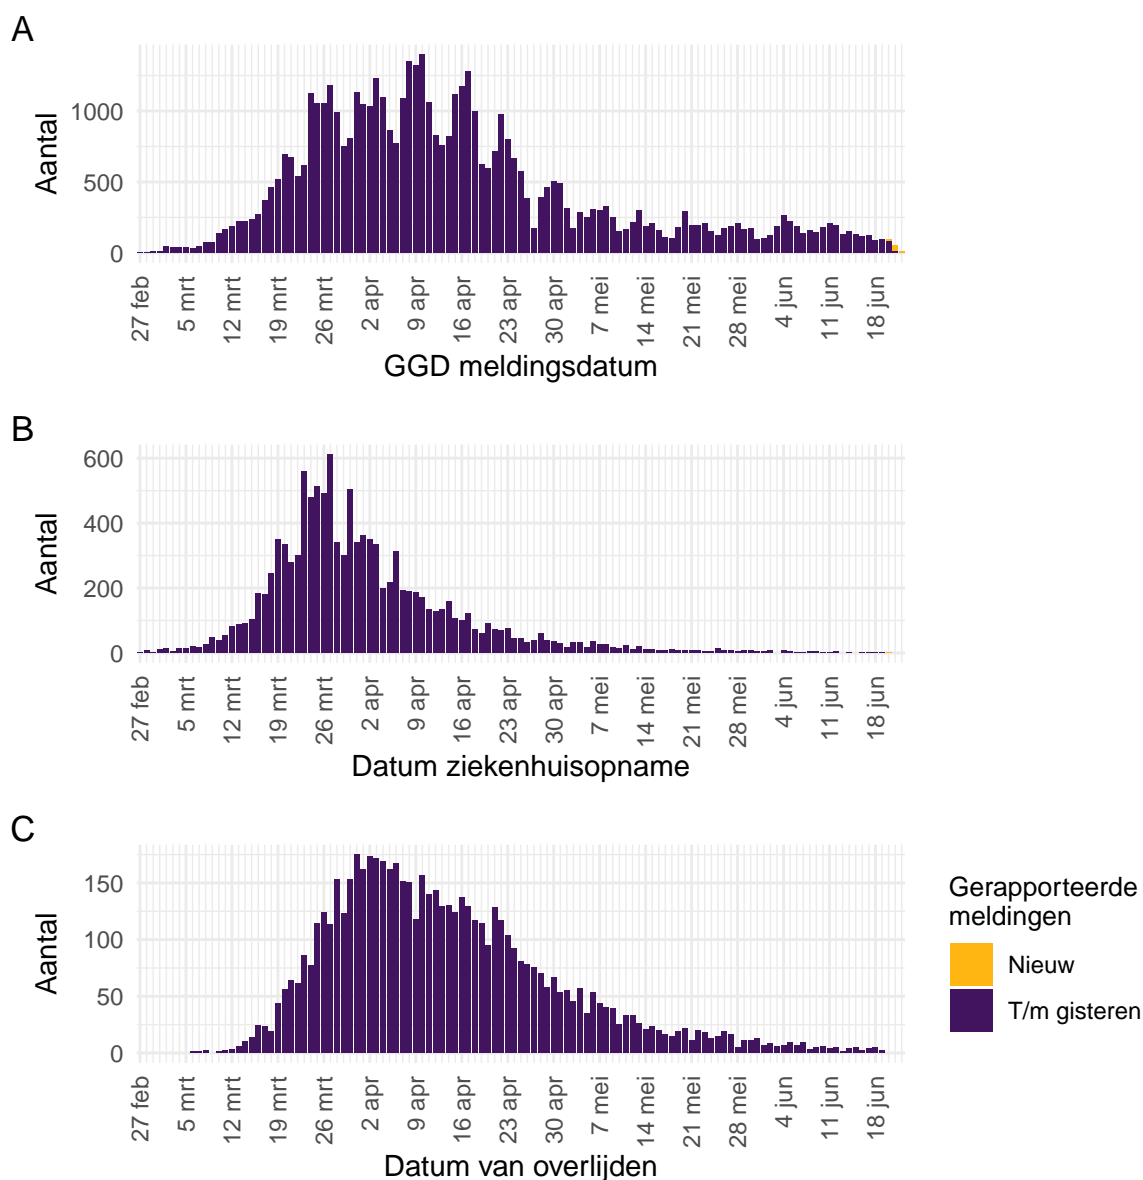 A
Aantal
1000
500
0
27 feb
5 mrt
12 mrt
19 mrt
26 mrt
2 apr
9 apr
16 apr
23 apr
30 apr
7 mei
14 mei
21 mei
28 mei
4 jun
11 jun
18 jun
GGD meldingsdatum
B
Aantal
600
400
200
0
27 feb
5 mrt
12 mrt
19 mrt
26 mrt
2 apr
9 apr
16 apr
23 apr
30 apr
7 mei
14 mei
21 mei
28 mei
4 jun
11 jun
18 jun
Datum ziekenhuisopname
C
Aantal
150
100
50
0
27 feb
5 mrt
12 mrt
19 mrt
26 mrt
2 apr
9 apr
16 apr
23 apr
30 apr
7 mei
14 mei
21 mei
28 mei
4 jun
11 jun
18 jun
Datum van overlijden
Gerapporteerde
meldingen
Nieuw
T/m gisteren